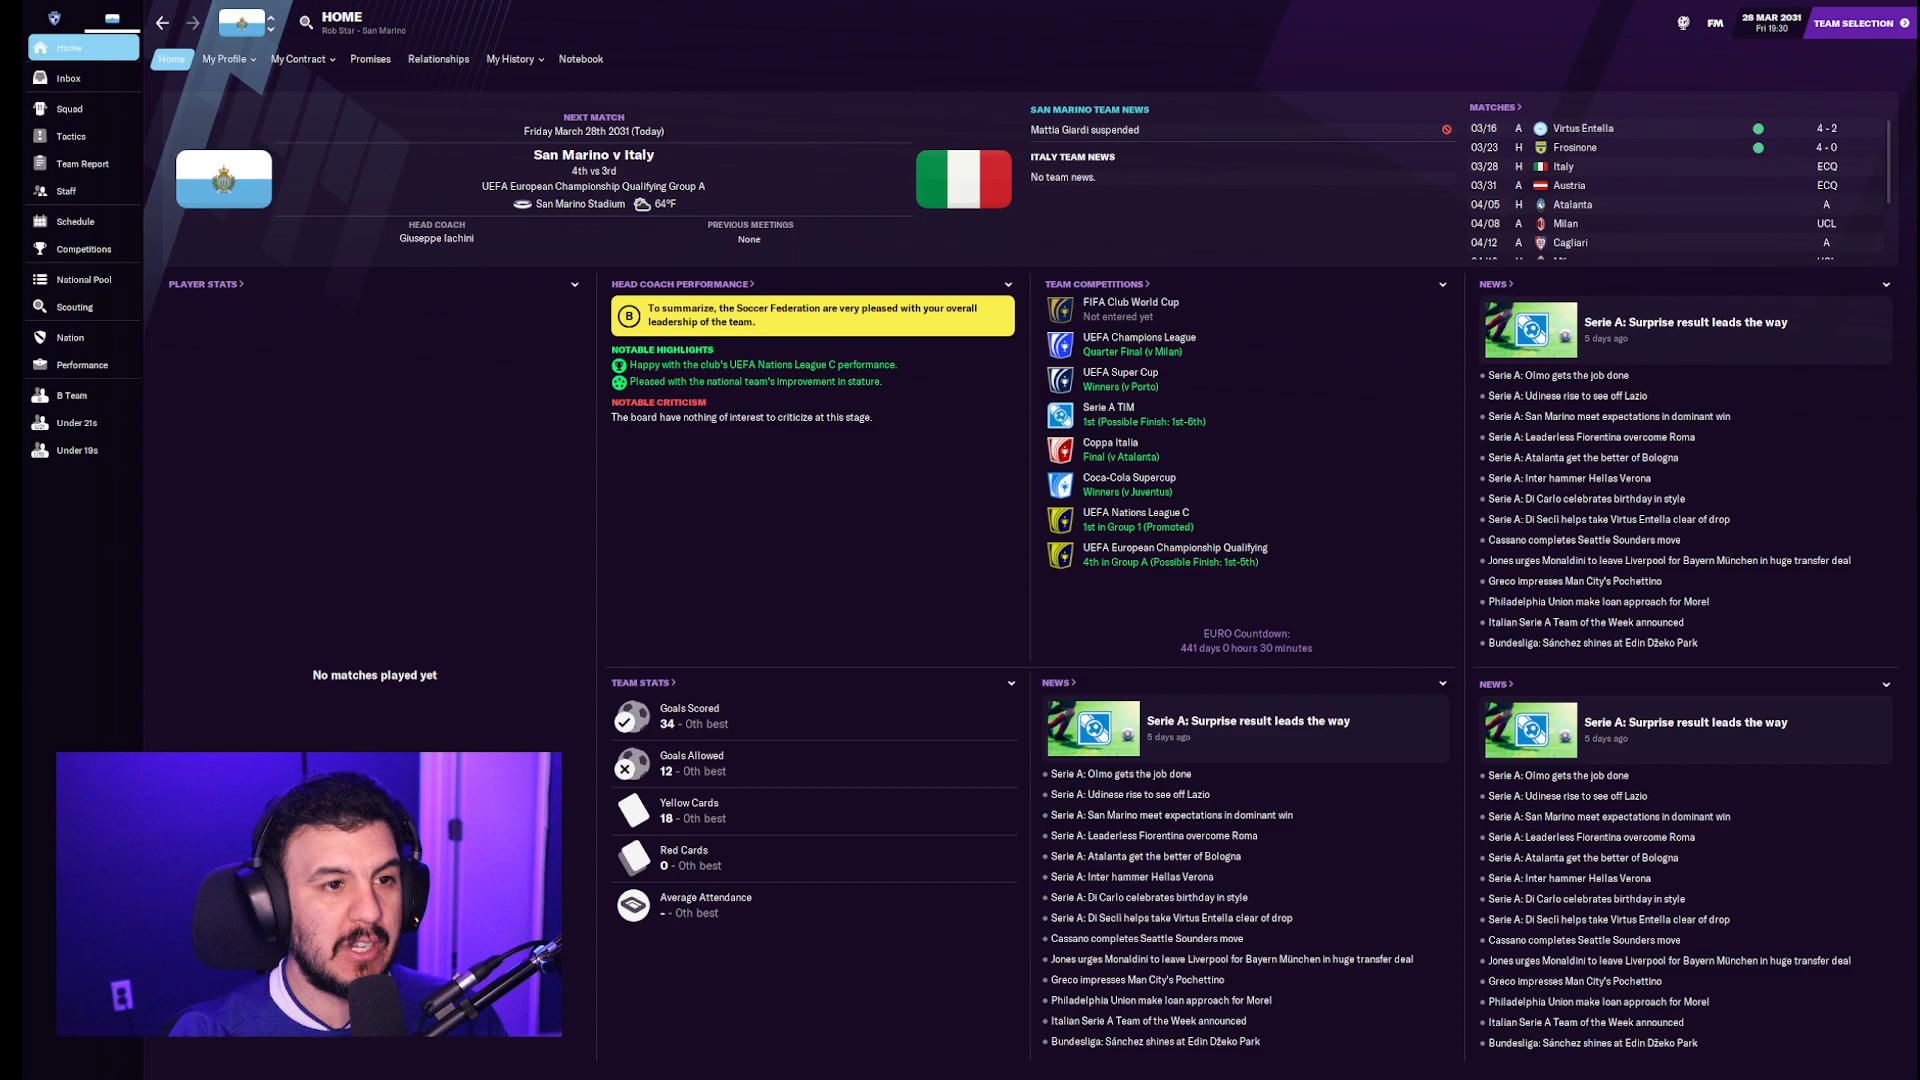 HOME
Rob Star - San Marino
FM
28 MAR 2031
Fri 19:30
TEAM SELECTION
Home
My Profile
My Contract
Promises
Relationships
My History
Notebook
Home
Inbox
Squad
Tactics
Team Report
Staff
Schedule
Competitions
National Pool
Scouting
Nation
Performance
B Team
Under 21s
Under 19s
NEXT MATCH
Friday March 28th 2031 (Today)
San Marino v Italy
4th vs 3rd
UEFA European Championship Qualifying Group A
San Marino Stadium 64°F
HEAD COACH
Giuseppe Iachini
PREVIOUS MEETINGS
None
SAN MARINO TEAM NEWS
Mattia Giardi suspended
ITALY TEAM NEWS
No team news.
MATCHES
03/16 A Virtus Entella 4 - 2
03/23 H Frosinone 4 - 0
03/28 H Italy ECQ
03/31 A Austria ECQ
04/05 H Atalanta A
04/08 A Milan UCL
04/12 A Cagliari A
PLAYER STATS
No matches played yet
HEAD COACH PERFORMANCE
B
To summarize, the Soccer Federation are very pleased with your overall
leadership of the team.
NOTABLE HIGHLIGHTS
Happy with the club's UEFA Nations League C performance.
Pleased with the national team's improvement in stature.
NOTABLE CRITICISM
The board have nothing of interest to criticize at this stage.
TEAM COMPETITIONS
FIFA Club World Cup
Not entered yet
UEFA Champions League
Quarter Final (v Milan)
UEFA Super Cup
Winners (v Porto)
Serie A TIM
1st (Possible Finish: 1st-6th)
Coppa Italia
Final (v Atalanta)
Coca-Cola Supercup
Winners (v Juventus)
UEFA Nations League C
1st in Group 1 (Promoted)
UEFA European Championship Qualifying
4th in Group A (Possible Finish: 1st-5th)
EURO Countdown:
441 days 0 hours 30 minutes
NEWS
Serie A: Surprise result leads the way
5 days ago
Serie A: Olmo gets the job done
Serie A: Udinese rise to see off Lazio
Serie A: San Marino meet expectations in dominant win
Serie A: Leaderless Fiorentina overcome Roma
Serie A: Atalanta get the better of Bologna
Serie A: Inter hammer Hellas Verona
Serie A: Di Carlo celebrates birthday in style
Serie A: Di Seclì helps take Virtus Entella clear of drop
Cassano completes Seattle Sounders move
Jones urges Monaldini to leave Liverpool for Bayern München in huge transfer deal
Greco impresses Man City's Pochettino
Philadelphia Union make loan approach for Morel
Italian Serie A Team of the Week announced
Bundesliga: Sánchez shines at Edin Džeko Park
TEAM STATS
Goals Scored
34 - 0th best
Goals Allowed
12 - 0th best
Yellow Cards
18 - 0th best
Red Cards
0 - 0th best
Average Attendance
- - 0th best
NEWS
Serie A: Surprise result leads the way
5 days ago
Serie A: Olmo gets the job done
Serie A: Udinese rise to see off Lazio
Serie A: San Marino meet expectations in dominant win
Serie A: Leaderless Fiorentina overcome Roma
Serie A: Atalanta get the better of Bologna
Serie A: Inter hammer Hellas Verona
Serie A: Di Carlo celebrates birthday in style
Serie A: Di Seclì helps take Virtus Entella clear of drop
Cassano completes Seattle Sounders move
Jones urges Monaldini to leave Liverpool for Bayern München in huge transfer deal
Greco impresses Man City's Pochettino
Philadelphia Union make loan approach for Morel
Italian Serie A Team of the Week announced
Bundesliga: Sánchez shines at Edin Džeko Park
NEWS
Serie A: Surprise result leads the way
5 days ago
Serie A: Olmo gets the job done
Serie A: Udinese rise to see off Lazio
Serie A: San Marino meet expectations in dominant win
Serie A: Leaderless Fiorentina overcome Roma
Serie A: Atalanta get the better of Bologna
Serie A: Inter hammer Hellas Verona
Serie A: Di Carlo celebrates birthday in style
Serie A: Di Seclì helps take Virtus Entella clear of drop
Cassano completes Seattle Sounders move
Jones urges Monaldini to leave Liverpool for Bayern München in huge transfer deal
Greco impresses Man City's Pochettino
Philadelphia Union make loan approach for Morel
Italian Serie A Team of the Week announced
Bundesliga: Sánchez shines at Edin Džeko Park